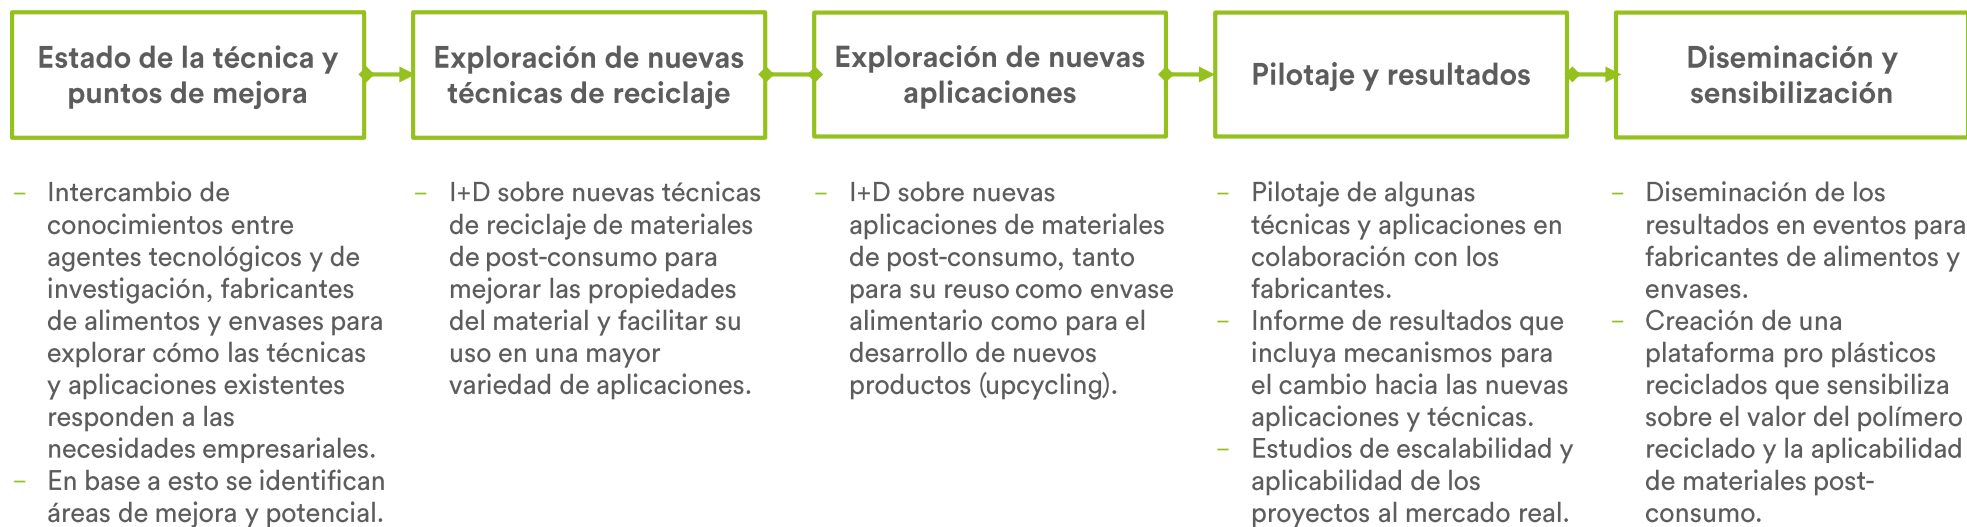 Estado de la técnica y
puntos de mejora
Exploración de nuevas
técnicas de reciclaje
Exploración de nuevas
aplicaciones
Pilotaje y resultados
Diseminación y
sensibilización
– Intercambio de
conocimientos entre
agentes tecnológicos y de
investigación, fabricantes
de alimentos y envases para
explorar cómo las técnicas
y aplicaciones existentes
responden a las
necesidades empresariales.
– En base a esto se identifican
áreas de mejora y potencial.
– I+D sobre nuevas técnicas
de reciclaje de materiales
de post-consumo para
mejorar las propiedades
del material y facilitar su
uso en una mayor
variedad de aplicaciones.
– I+D sobre nuevas
aplicaciones de materiales
de post-consumo, tanto
para su reuso como envase
alimentario como para el
desarrollo de nuevos
productos (upcycling).
– Pilotaje de algunas
técnicas y aplicaciones en
colaboración con los
fabricantes.
– Informe de resultados que
incluya mecanismos para
el cambio hacia las nuevas
aplicaciones y técnicas.
– Estudios de escalabilidad y
aplicabilidad de los
proyectos al mercado real.
– Diseminación de los
resultados en eventos para
fabricantes de alimentos y
envases.
– Creación de una
plataforma pro plásticos
reciclados que sensibiliza
sobre el valor del polímero
reciclado y la aplicabilidad
de materiales post-
consumo.